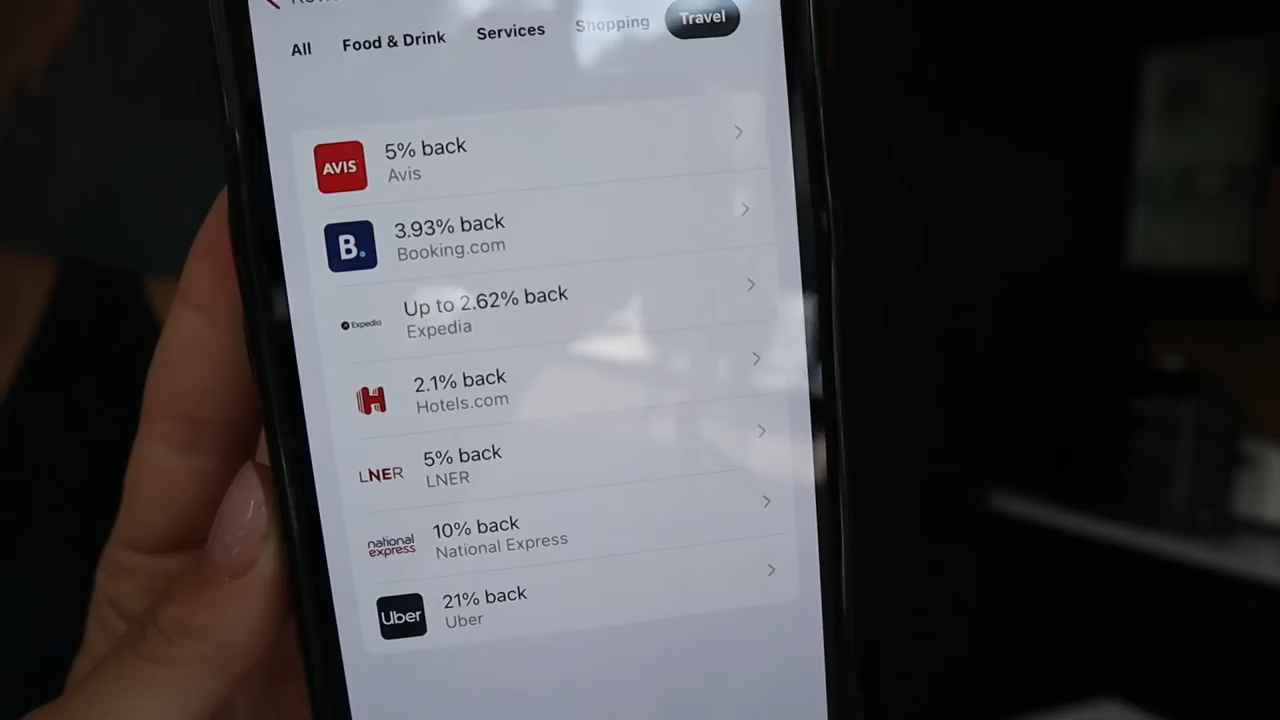 All Food & Drink Services Shopping Travel
AVIS
5% back
Avis
B.
3.93% back
Booking.com
Expedia
Up to 2.62% back
Expedia
H
2.1% back
Hotels.com
LNER
5% back
LNER
national
express
10% back
National Express
Uber
21% back
Uber